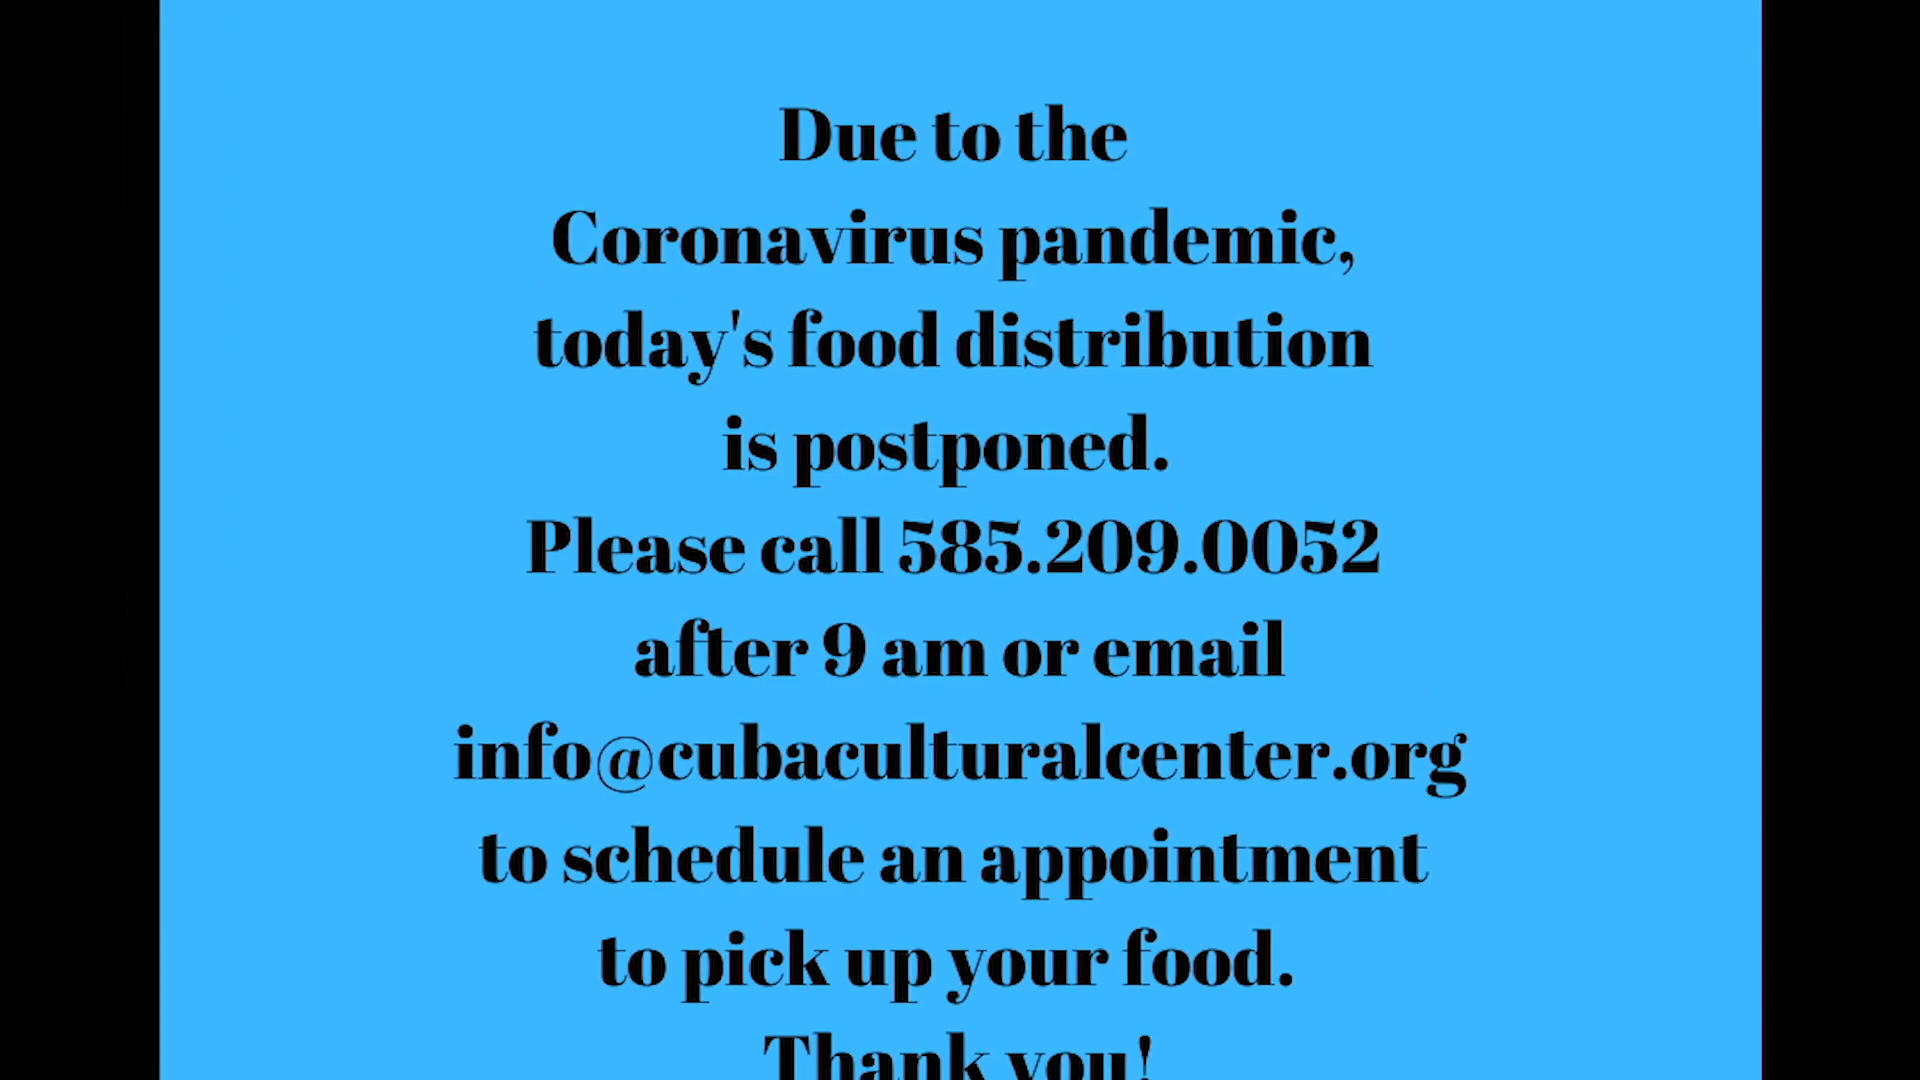 Due to the
Coronavirus pandemic,
today's food distribution
is postponed.
Please call 585.209.0052
after 9 am or email
info@cubaculturalcenter.org
to schedule an appointment
to pick up your food.
Thank you!